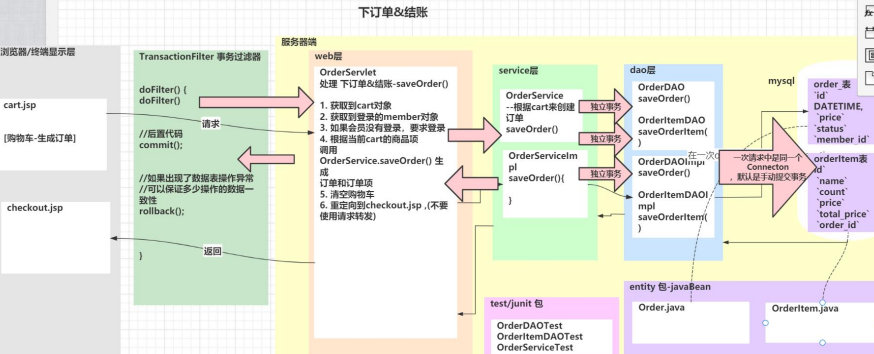 下订单&结账
浏览器/终端显示层
cart.jsp
[购物车-生成订单]
checkout.jsp
TransactionFilter 事务过滤器
doFilter() {
doFilter()
//后置代码
commit();
//如果出现了数据表操作异常
//可以保证多少操作的数据一
致性
rollback();
}
请求
返回
服务器端
web层
OrderServlet
处理 下订单&结账-saveOrder()
1. 获取到cart对象
2. 获取到登录的member对象
3. 如果会员没有登录，要求登录
4. 根据当前cart的商品项
调用
OrderService.saveOrder() 生
成
订单和订单项
5. 清空购物车
6. 重定向到checkout.jsp ,(不要
使用请求转发)
service层
OrderService
--根据cart来创建
订单
saveOrder()
OrderServiceIm
pl
saveOrder(){
}
独立事务
独立事务
独立事务
dao层
OrderDAO
saveOrder()
OrderItemDAO
saveOrderItem(
)
OrderDAOImpl
saveOrder()
OrderItemDAOI
mpl
saveOrderItem(
)
在一次
一次请求中是同一个
Connecton
，默认是手动提交事务
mysql
order_表
`id`
DATETIME,
`price`
`status`
`member_id`
orderItem表
id`
`name`
`count`
`price`
`total_price`
`order_id`
test/junit 包
OrderDAOTest
OrderItemDAOTest
OrderServiceTest
entity 包-javaBean
Order.java
OrderItem.java